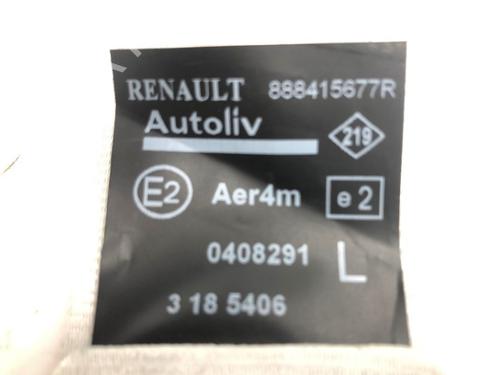 RENAULT 888415677R
Autoliv 219
E2 Aer4m e2
0408291 L
3 18 5406